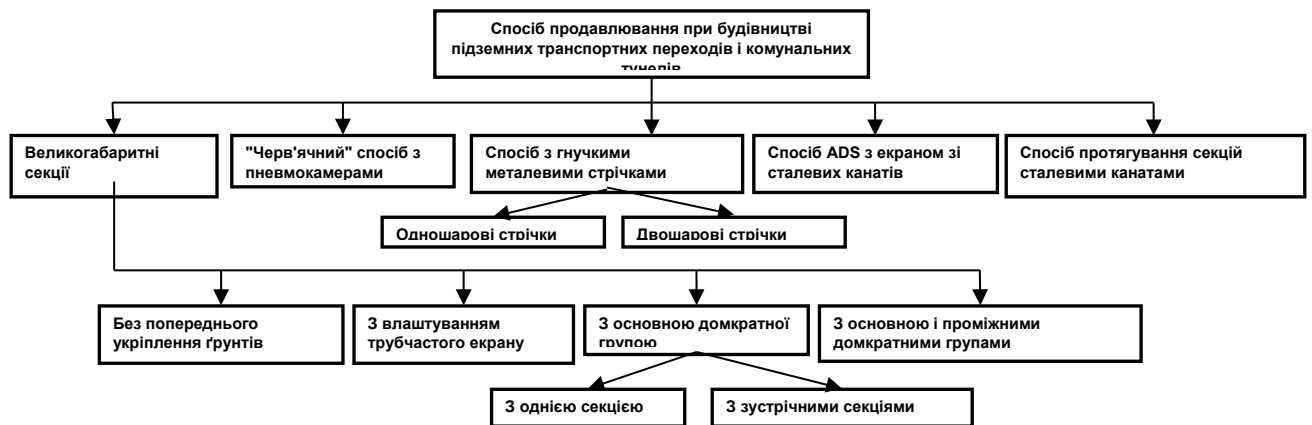 Спосіб продавлювання при будівництві
підземних транспортних переходів і комунальних
тунелів
Великогабаритні
секції
"Черв'ячний" спосіб з
пневмокамерами
Спосіб з гнучкими
металевими стрічками
Спосіб ADS з екраном зі
сталевих канатів
Спосіб протягування секцій
сталевими канатами
Одношарові стрічки
Двошарові стрічки
Без попереднього
укріплення ґрунтів
З влаштуванням
трубчастого екрану
З основною домкратної
групою
З основною і проміжними
домкратними групами
З однією секцією
З зустрічними секціями